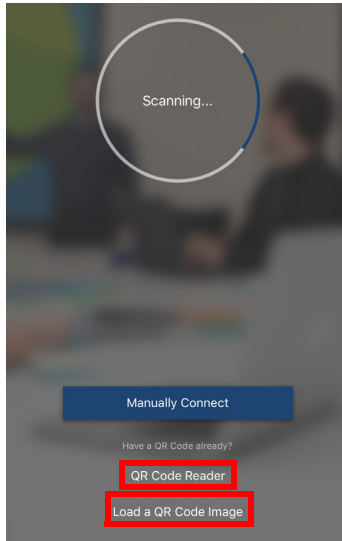 Scanning...
Manually Connect
Have a QR Code already?
QR Code Reader
Load a QR Code Image